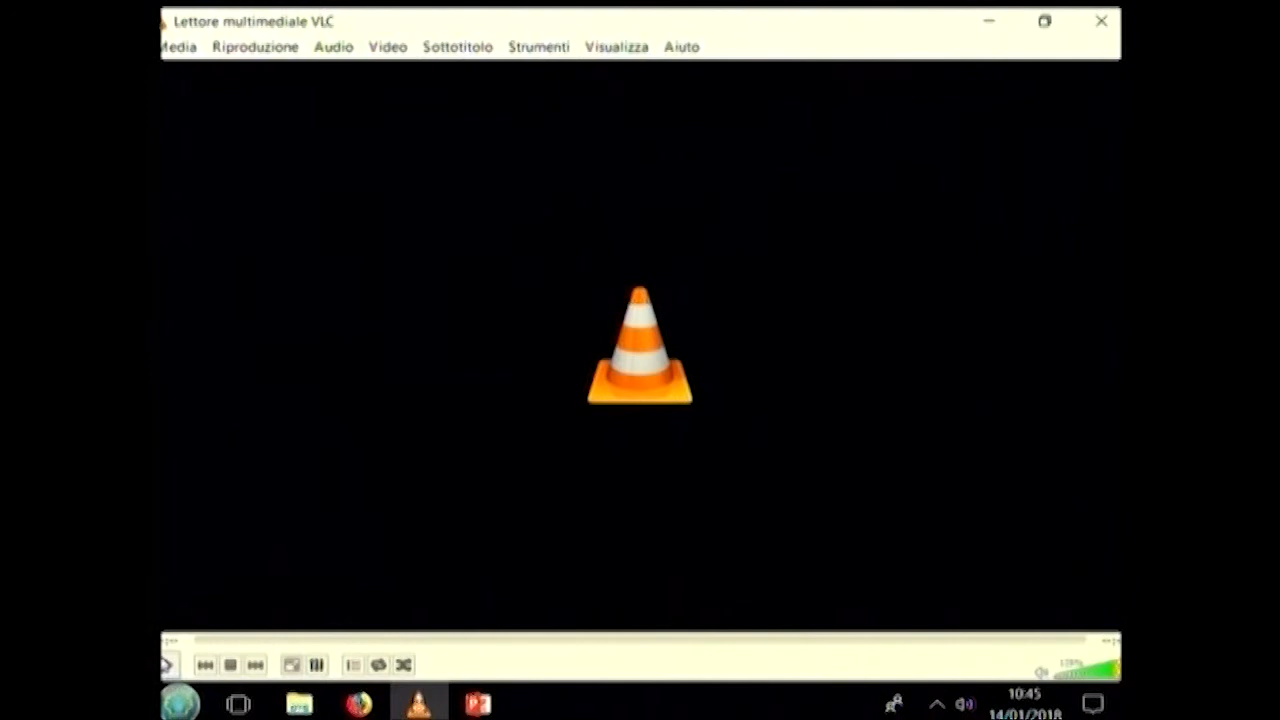 Lettore multimediale VLC
Media Riproduzione Audio Video Sottotitolo Strumenti Visualizza Aiuto
10:45
14/01/2018